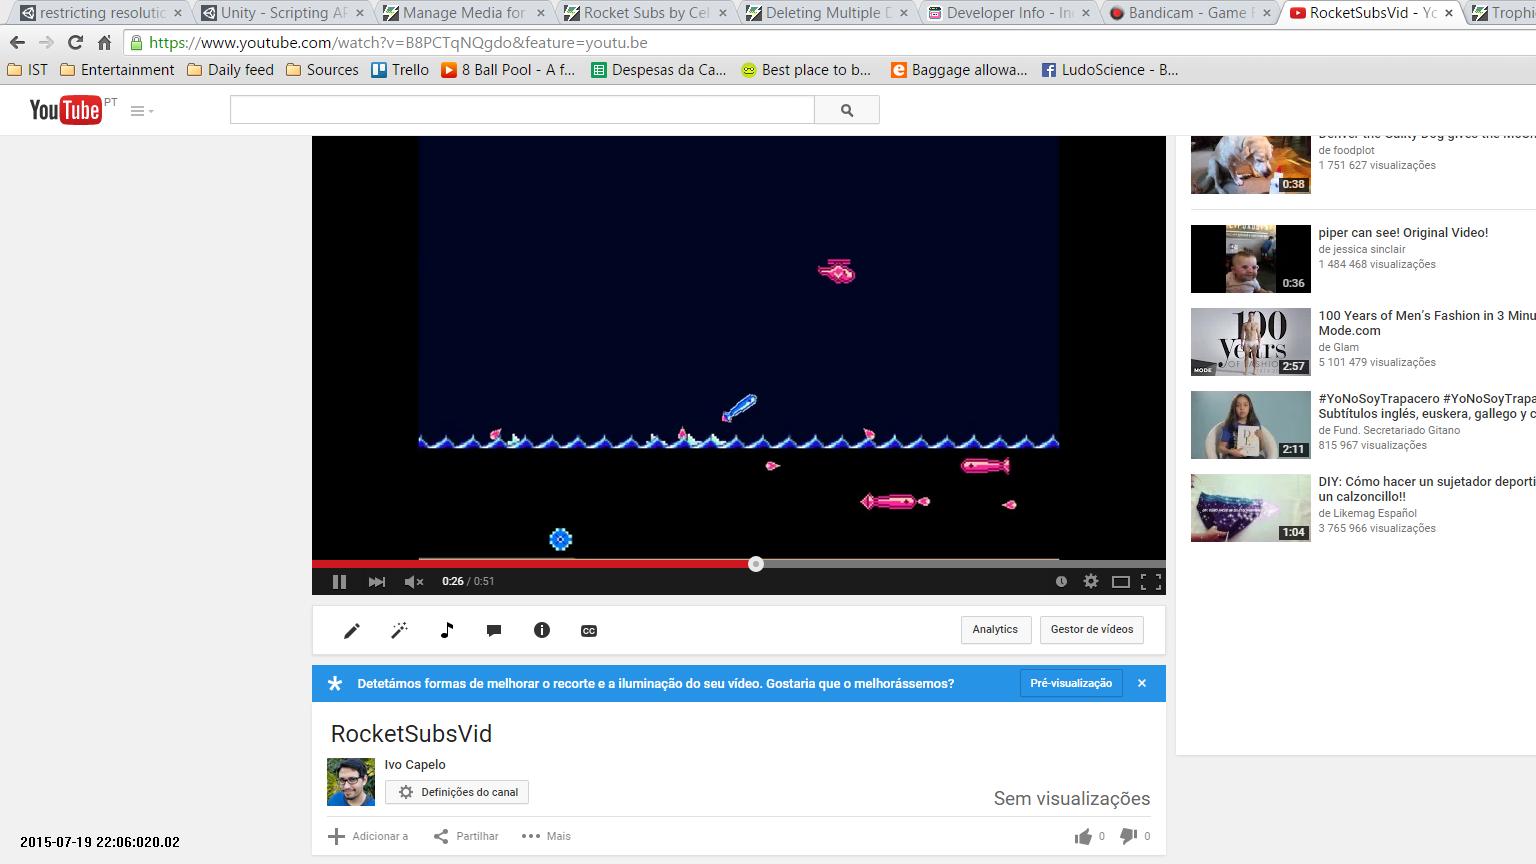 restricting resolutic
Unity - Scripting AP
Manage Media for
Rocket Subs by Cel
Deleting Multiple D
Developer Info - In
Bandicam - Game F
RocketSubsVid - Yo
Trophi
https://www.youtube.com/watch?v=B8PCTqNQgdo&feature=youtu.be
IST
Entertainment
Daily feed
Sources
Trello
8 Ball Pool - A f...
Despesas da Ca...
Best place to b...
Baggage allowa...
LudoScience - B...
YouTube PT
Denver the Guilty Dog gives the
de foodplot
1 751 627 visualizações
0:38
piper can see! Original Video!
de jessica sinclair
1 484 468 visualizações
0:36
100 Years of Men's Fashion in 3 Minu
Mode.com
de Glam
5 101 479 visualizações
100
Years
OF FASHION
MODE
2:57
#YoNoSoyTrapacero #YoNoSoyTrapa
Subtítulos inglés, euskera, gallego y c
de Fund. Secretariado Gitano
815 967 visualizações
2:11
DIY: Cómo hacer un sujetador deporti
un calzoncillo!!
de Likemag Español
3 765 966 visualizações
1:04
0:26 / 0:51
CC
Analytics
Gestor de vídeos
Detetámos formas de melhorar o recorte e a iluminação do seu vídeo. Gostaria que o melhorássemos?
Pré-visualização
RocketSubsVid
Ivo Capelo
Definições do canal
Sem visualizações
Adicionar a
Partilhar
Mais
0
0
2015-07-19 22:06:020.02